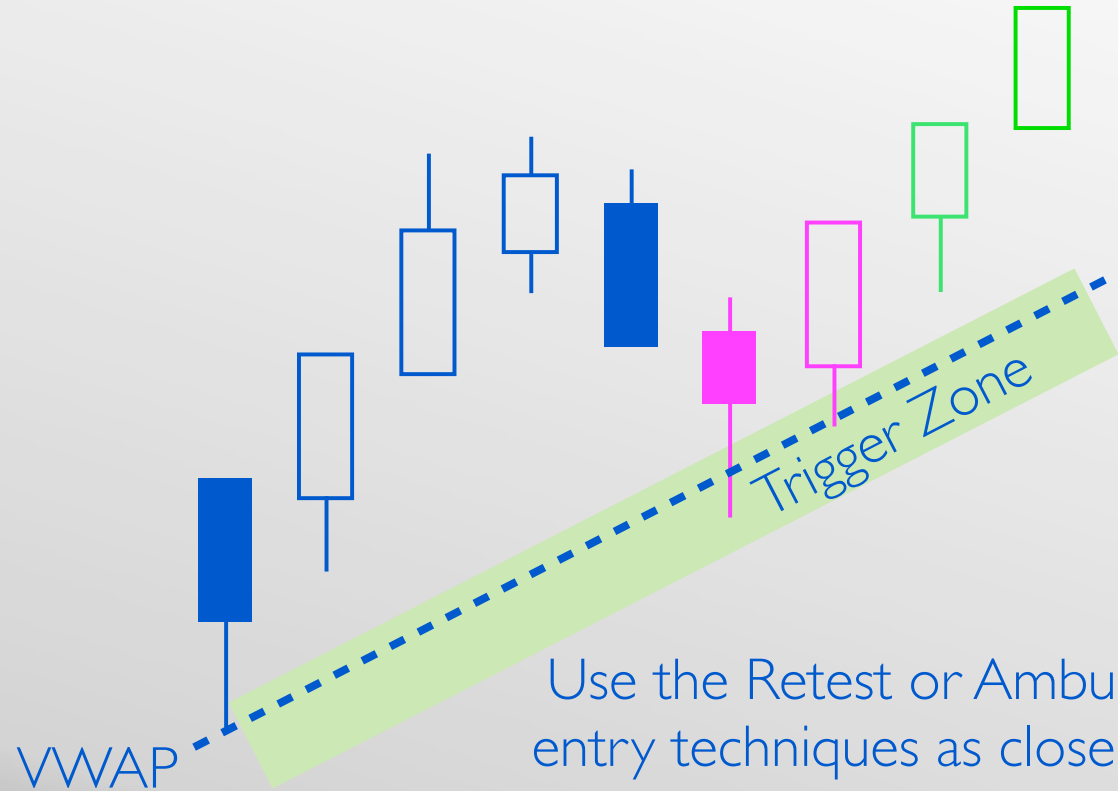 Trigger Zone
Use the Retest or Ambu
entry techniques as close
VWAP